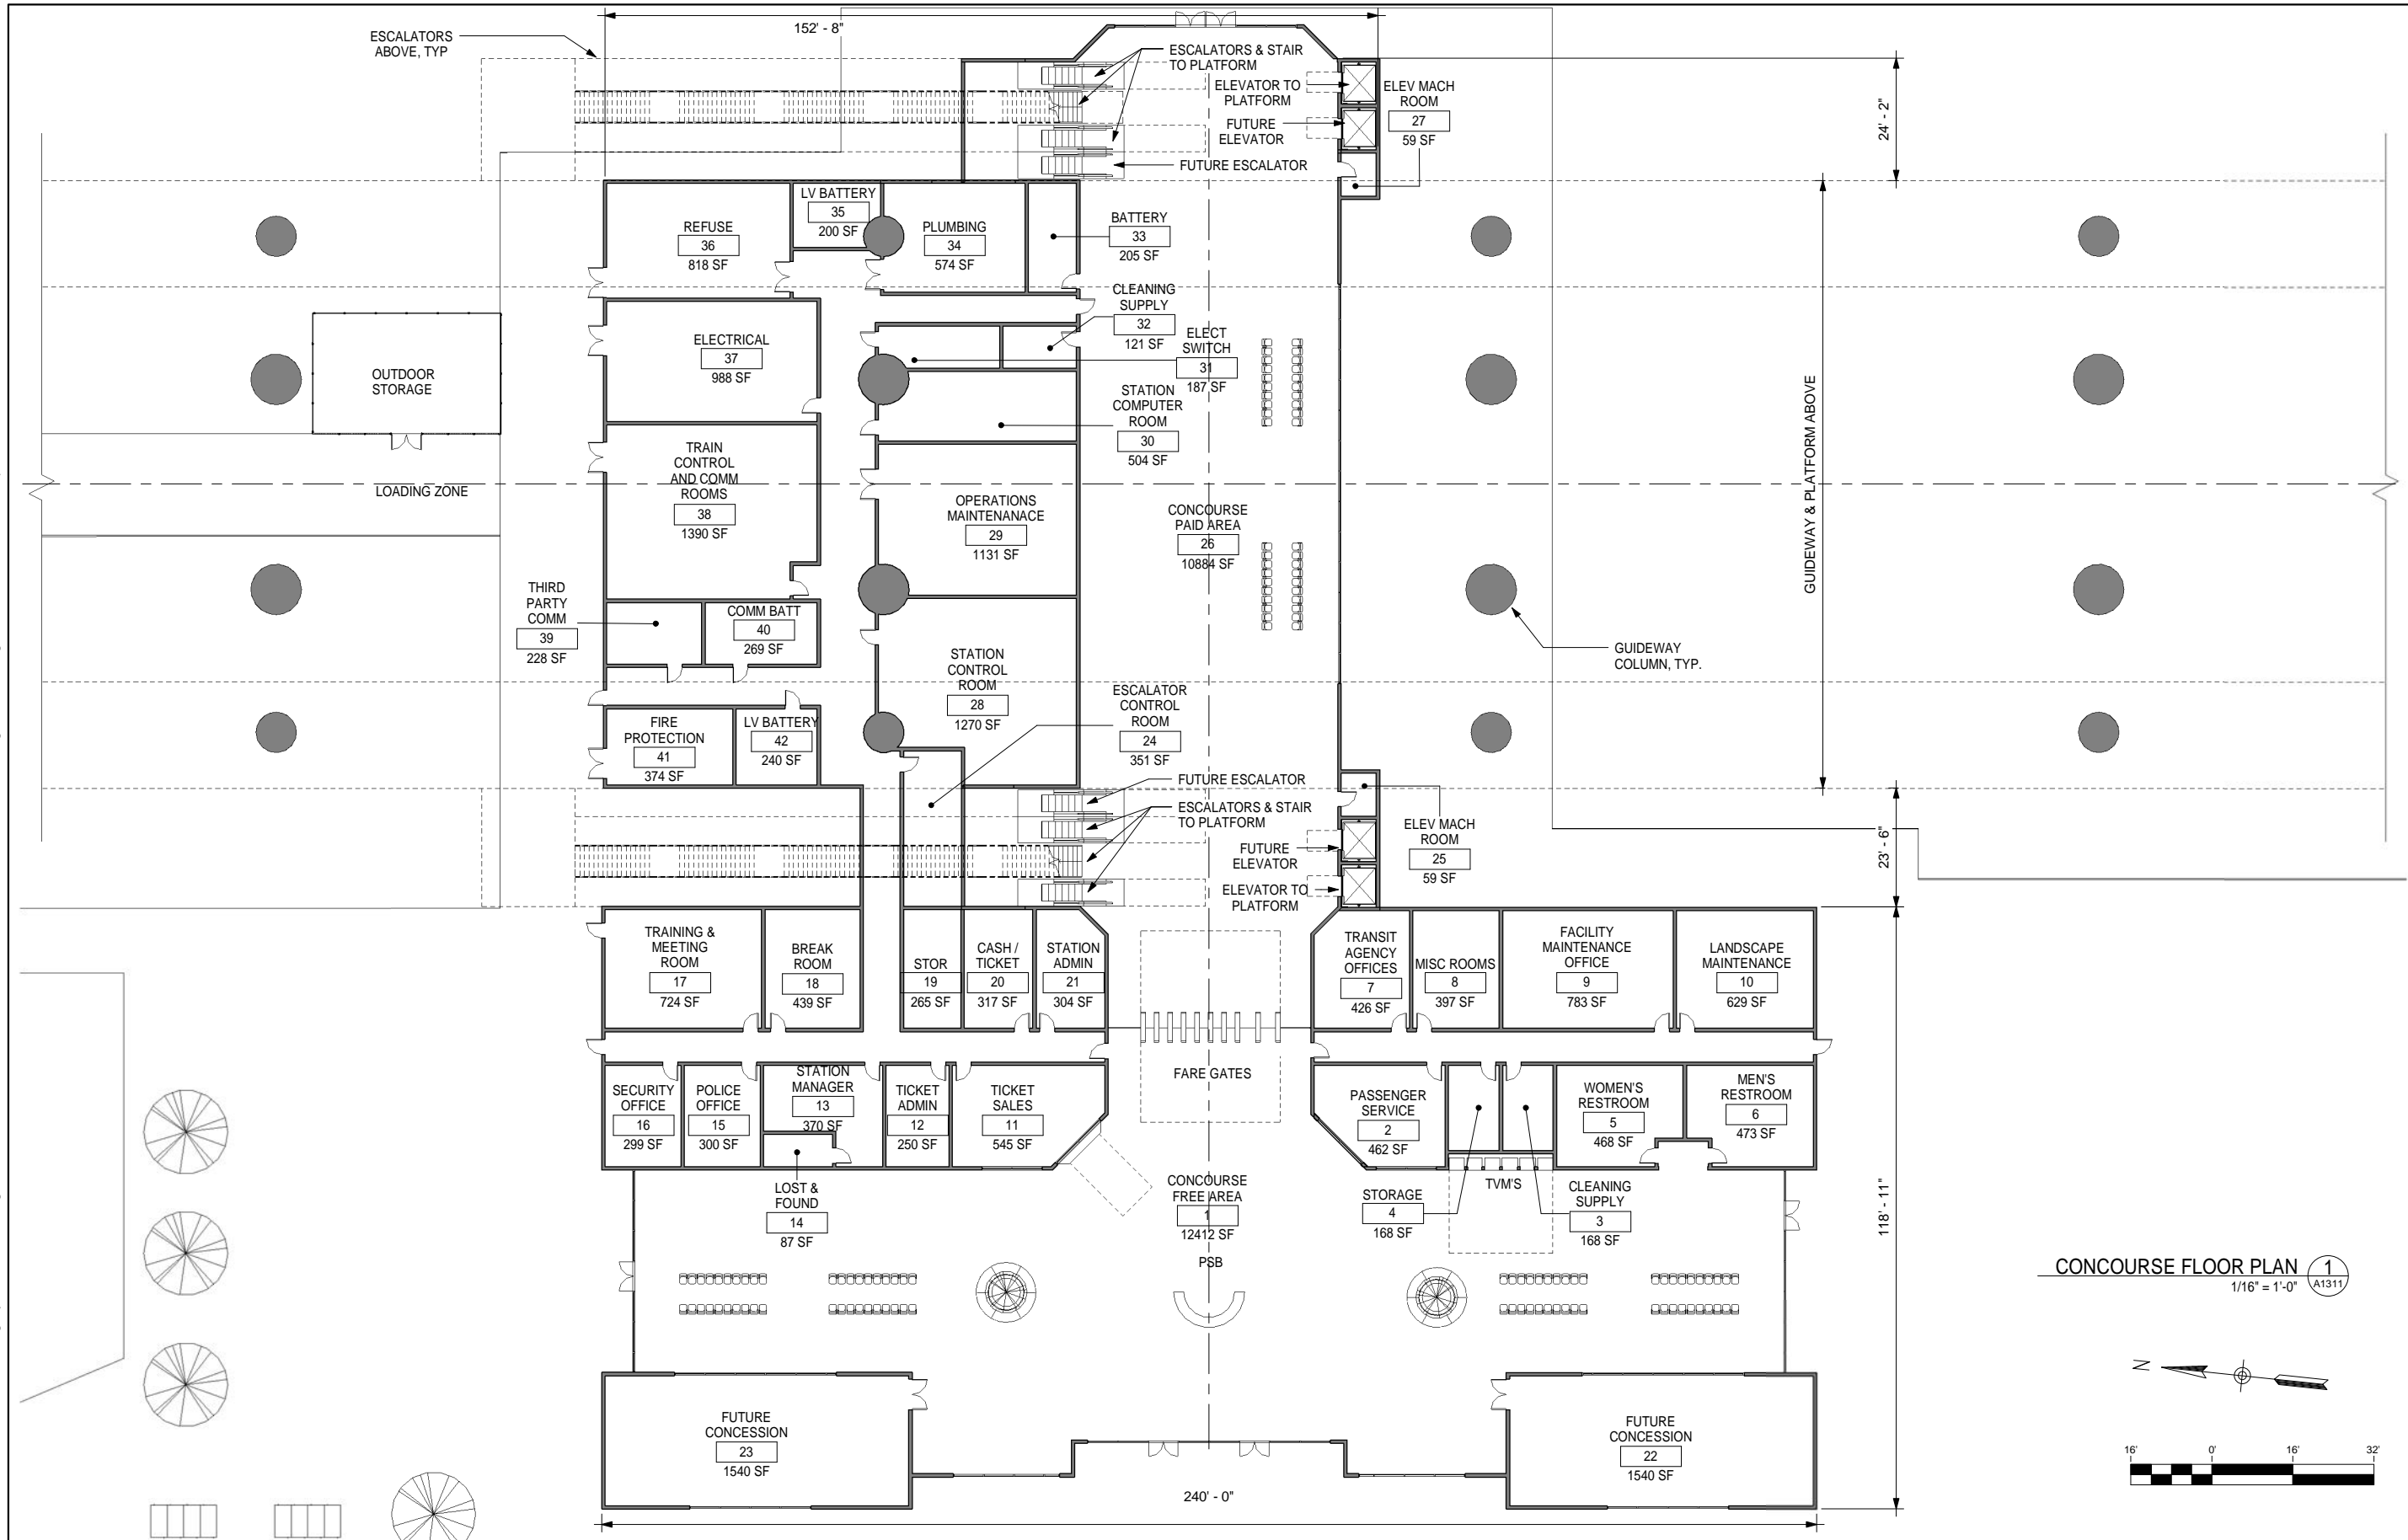 152' - 8"
ESCALATORS
ABOVE, TYP
ESCALATORS & STAIR
TO PLATFORM
ELEVATOR TO
PLATFORM
FUTURE
ELEVATOR
FUTURE ESCALATOR
ELEV MACH
ROOM
27
59 SF
24' - 2"
REFUSE
36
818 SF
LV BATTERY
35
200 SF
PLUMBING
34
574 SF
BATTERY
33
205 SF
CLEANING
SUPPLY
32
121 SF
ELECT
SWITCH
31
187 SF
ELECTRICAL
37
988 SF
OUTDOOR
STORAGE
STATION
COMPUTER
ROOM
30
504 SF
TRAIN
CONTROL
AND COMM
ROOMS
38
1390 SF
LOADING ZONE
OPERATIONS
MAINTENANACE
29
1131 SF
CONCOURSE
PAID AREA
26
10884 SF
GUIDEWAY & PLATFORM ABOVE
THIRD
PARTY
COMM
39
228 SF
COMM BATT
40
269 SF
STATION
CONTROL
ROOM
28
1270 SF
GUIDEWAY
COLUMN, TYP.
FIRE
PROTECTION
41
374 SF
LV BATTERY
42
240 SF
ESCALATOR
CONTROL
ROOM
24
351 SF
FUTURE ESCALATOR
ESCALATORS & STAIR
TO PLATFORM
FUTURE
ELEVATOR
ELEVATOR TO
PLATFORM
ELEV MACH
ROOM
25
59 SF
23' - 6"
TRAINING &
MEETING
ROOM
17
724 SF
BREAK
ROOM
18
439 SF
STOR
19
265 SF
CASH /
TICKET
20
317 SF
STATION
ADMIN
21
304 SF
TRANSIT
AGENCY
OFFICES
7
426 SF
MISC ROOMS
8
397 SF
FACILITY
MAINTENANCE
OFFICE
9
783 SF
LANDSCAPE
MAINTENANCE
10
629 SF
FARE GATES
SECURITY
OFFICE
16
299 SF
POLICE
OFFICE
15
300 SF
STATION
MANAGER
13
370 SF
TICKET
ADMIN
12
250 SF
TICKET
SALES
11
545 SF
PASSENGER
SERVICE
2
462 SF
WOMEN'S
RESTROOM
5
468 SF
MEN'S
RESTROOM
6
473 SF
LOST &
FOUND
14
87 SF
CONCOURSE
FREE AREA
1
12412 SF
PSB
STORAGE
4
168 SF
TVM'S
CLEANING
SUPPLY
3
168 SF
118' - 11"
CONCOURSE FLOOR PLAN
1
A1311
1/16" = 1'-0"
N
FUTURE
CONCESSION
23
1540 SF
FUTURE
CONCESSION
22
1540 SF
16' 0' 16' 32'
240' - 0"